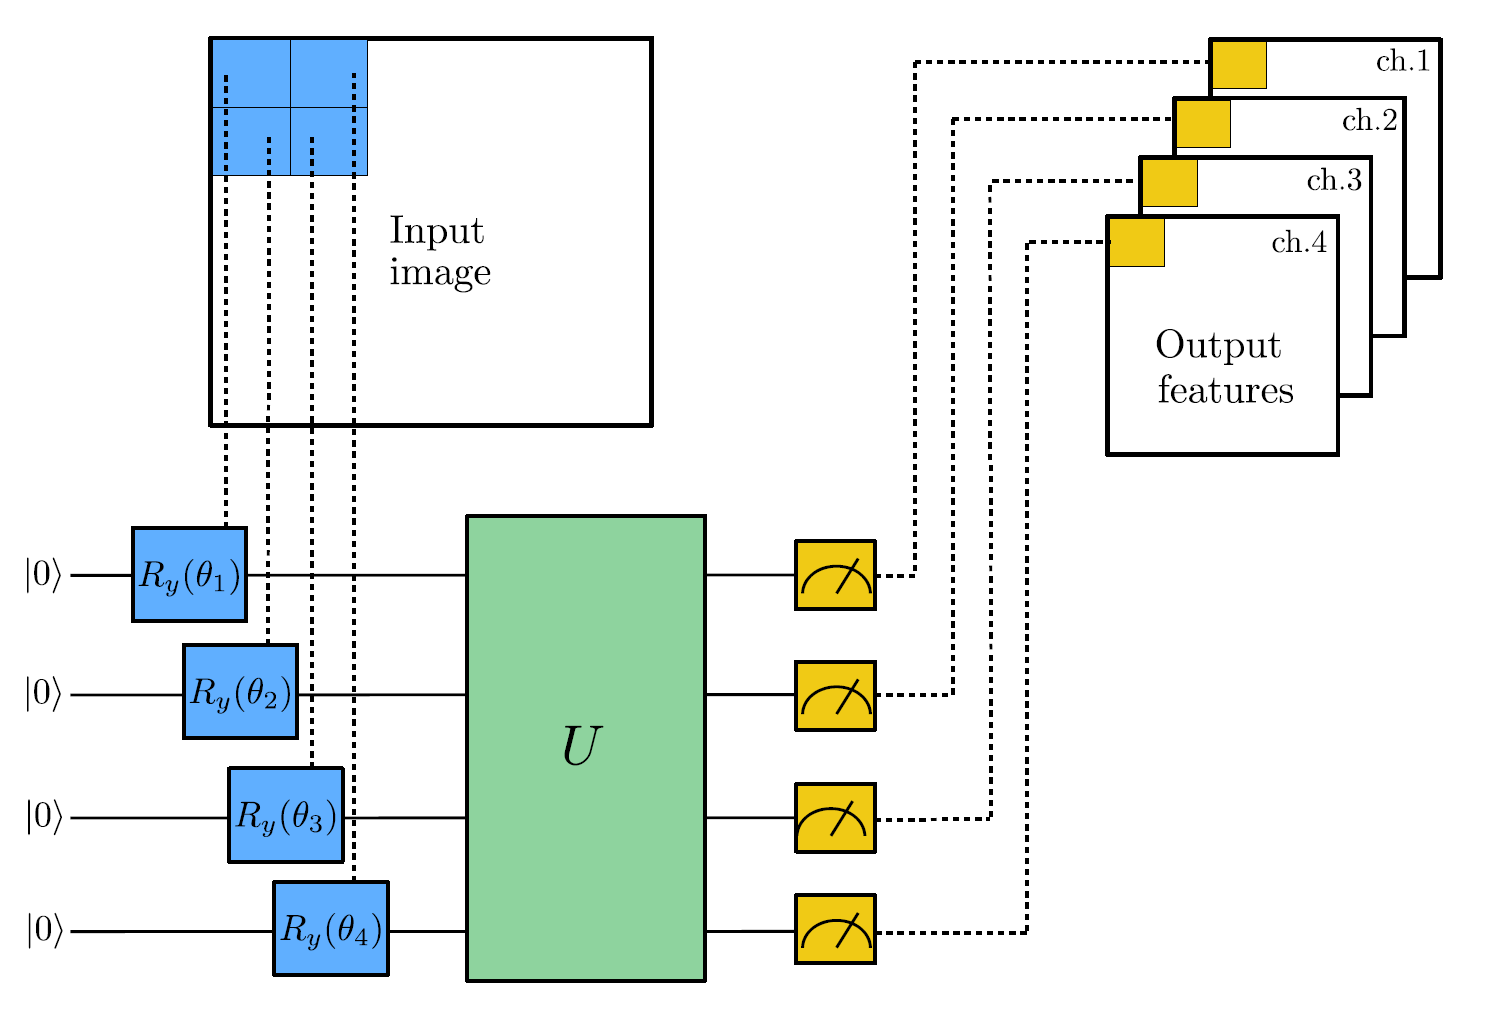 ch.1
ch.2
ch.3
ch.4
Input
image
Output
features
|0⟩ R_y(θ_1)
|0⟩ R_y(θ_2)
U
|0⟩ R_y(θ_3)
|0⟩ R_y(θ_4)